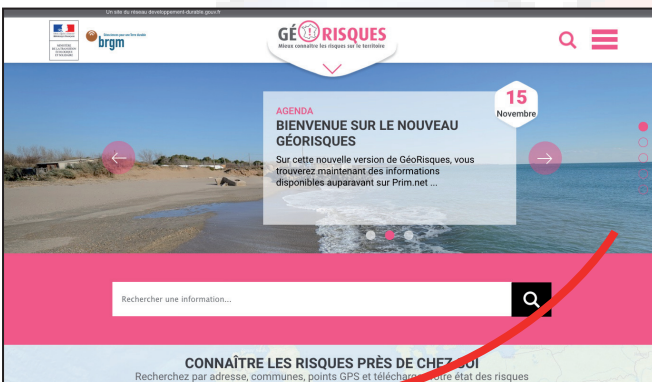 Un site du réseau developpement-durable.gouv.fr
brgm
GÉORISQUES
Mieux connaître les risques sur le territoire
15
Novembre
AGENDA
BIENVENUE SUR LE NOUVEAU
GÉORISQUES
Sur cette nouvelle version de GéoRisques, vous
trouverez maintenant des informations
disponibles auparavant sur Prim.net ...
Rechercher une information...
CONNAÎTRE LES RISQUES PRÈS DE CHEZ SOI
Recherchez par adresse, communes, points GPS et téléchargez votre état des risques